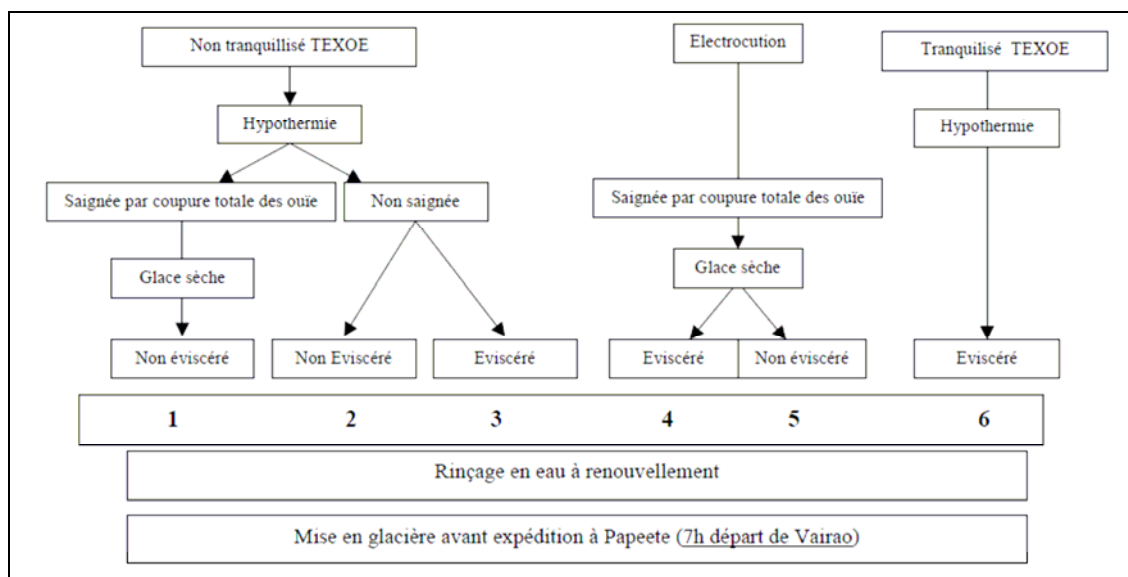 Non tranquillisé TEXOE
Electrocution
Tranquilisé TEXOE
Hypothermie
Hypothermie
Saignée par coupure totale des ouïe
Non saignée
Saignée par coupure totale des ouïe
Glace sèche
Glace sèche
Non éviscéré
Non Eviscéré
Eviscéré
Eviscéré
Non éviscéré
Eviscéré
1 2 3 4 5 6
Rinçage en eau à renouvellement
Mise en glacière avant expédition à Papeete (7h départ de Vairao)